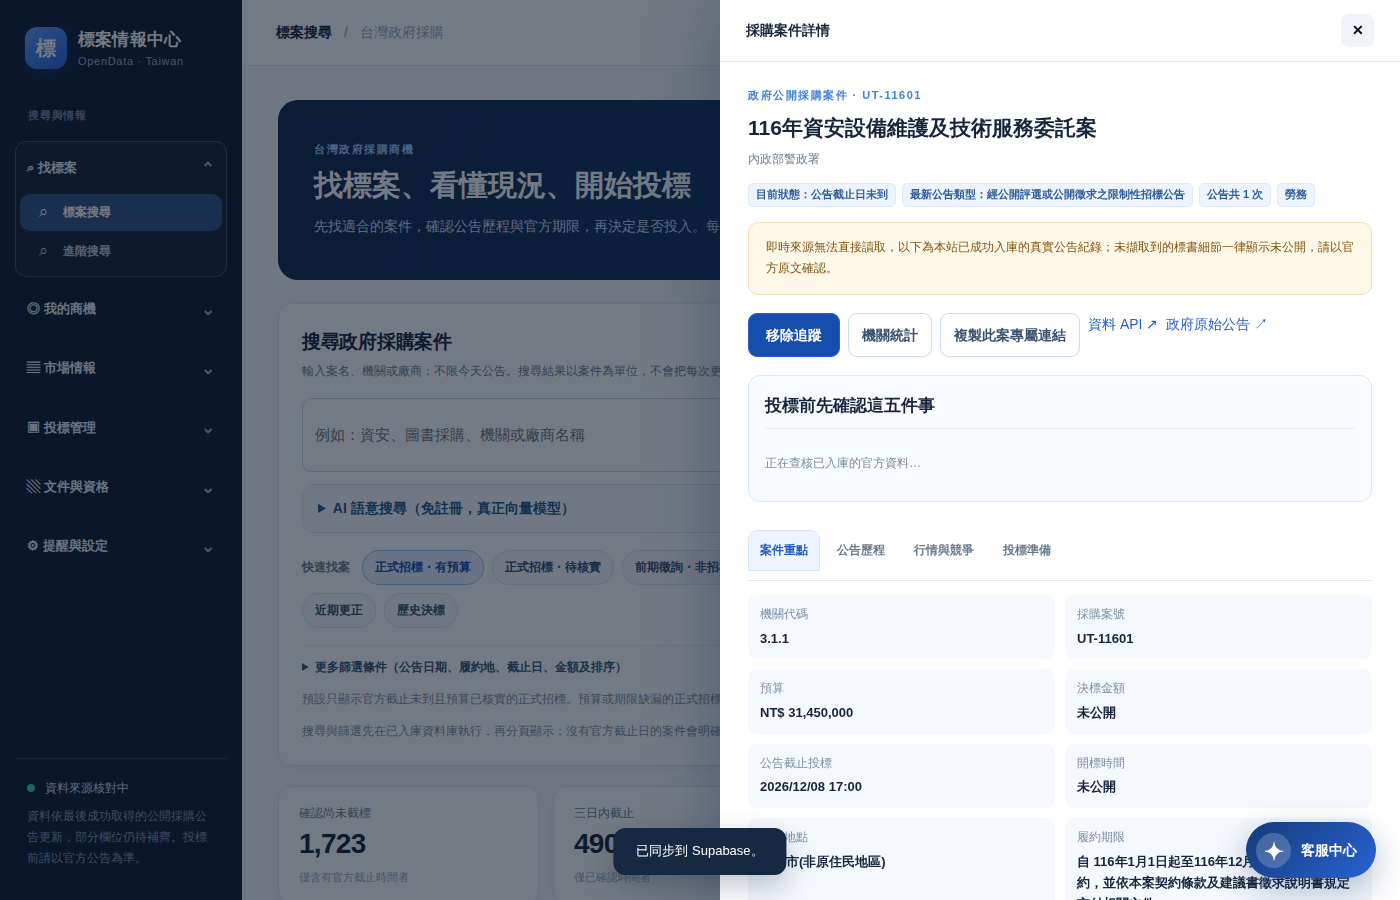 標
標案情報中心
OpenData · Taiwan
搜尋與情報
找標案
標案搜尋
進階搜尋
我的商機
市場情報
投標管理
文件與資格
提醒與設定
資料來源核對中
資料依最後成功取得的公開採購公
告更新，部分欄位仍待補齊。投標
前請以官方公告為準。
標案搜尋 / 台灣政府採購
台灣政府採購商機
找標案、看懂現況、開始投標
先找適合的案件，確認公告歷程與官方期限，再決定是否投入。每
搜尋政府採購案件
輸入案名、機關或廠商；不限今天公告。搜尋結果以案件為單位，不會把每次更
例如：資安、圖書採購、機關或廠商名稱
AI 語意搜尋（免註冊，真正向量模型）
快速找案
正式招標・有預算
正式招標・待核實
前期徵詢・非招
近期更正
歷史決標
更多篩選條件（公告日期、履約地、截止日、金額及排序）
預設只顯示官方截止未到且預算已核實的正式招標。預算或期限缺漏的正式招標
搜尋與篩選先在已入庫資料庫執行，再分頁顯示；沒有官方截止日的案件會明確
確認尚未截標
1,723
僅含有官方截止時間者
三日內截止
490
僅已確認時間者
已同步到 Supabase。
採購案件詳情
×
政府公開採購案件 · UT-11601
116年資安設備維護及技術服務委託案
內政部警政署
目前狀態：公告截止日未到
最新公告類型：經公開評選或公開徵求之限制性招標公告
公告共 1 次
勞務
即時來源無法直接讀取，以下為本站已成功入庫的真實公告紀錄；未擷取到的標書細節一律顯示未公開，請以官
方原文確認。
移除追蹤
機關統計
複製此案專屬連結
資料 API ↗
政府原始公告 ↗
投標前先確認這五件事
正在查核已入庫的官方資料…
案件重點
公告歷程
行情與競爭
投標準備
機關代碼
3.1.1
採購案號
UT-11601
預算
NT$ 31,450,000
決標金額
未公開
公告截止投標
2026/12/08 17:00
開標時間
未公開
地點
市(非原住民地區)
履約期限
自 116年1月1日起至116年12月
約，並依本案契約條款及建議書徵求說明書規定
客服中心